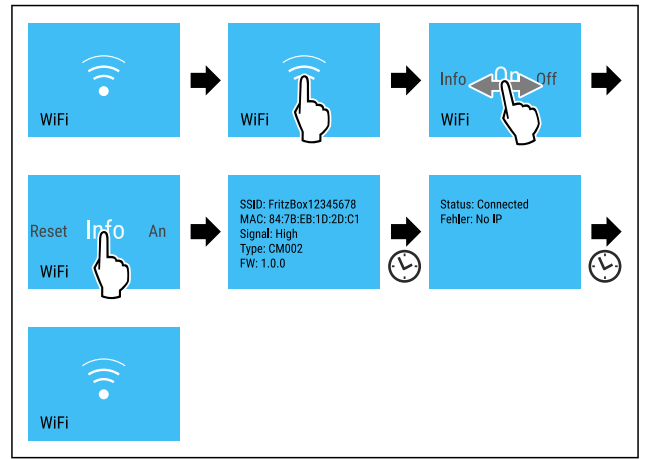 WiFi
WiFi
Info On Off
WiFi
Reset Info An
WiFi
SSID: FritzBox12345678
MAC: 84:7B:EB:1D:2D:C1
Signal: High
Type: CM002
FW: 1.0.0
Status: Connected
Fehler: No IP
WiFi